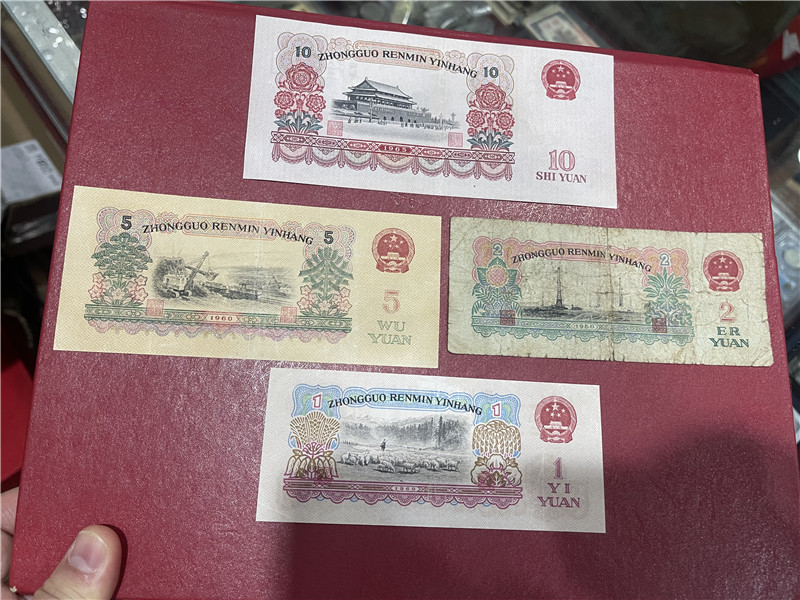 10
ZHONGGUO RENMIN YINHANG
10
1965
10
SHI YUAN
5
ZHONGGUO RENMIN YINHANG
5
1960
5
WU
YUAN
2
ZHONGGUO RENMIN YINHANG
2
1960
2
ER
YUAN
1
ZHONGGUO RENMIN YINHANG
1
1960
1
YI
YUAN